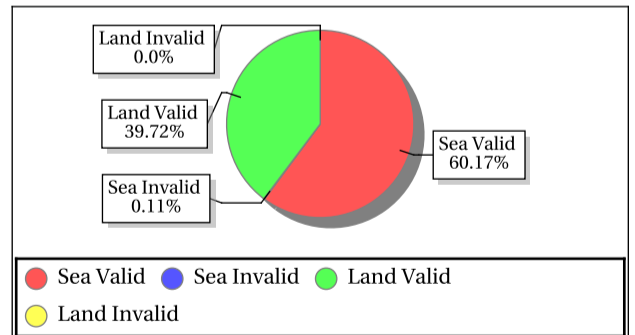 Land Invalid
0.0%
Land Valid
39.72%
Sea Invalid
0.11%
Sea Valid
60.17%
Sea Valid Sea Invalid Land Valid
Land Invalid